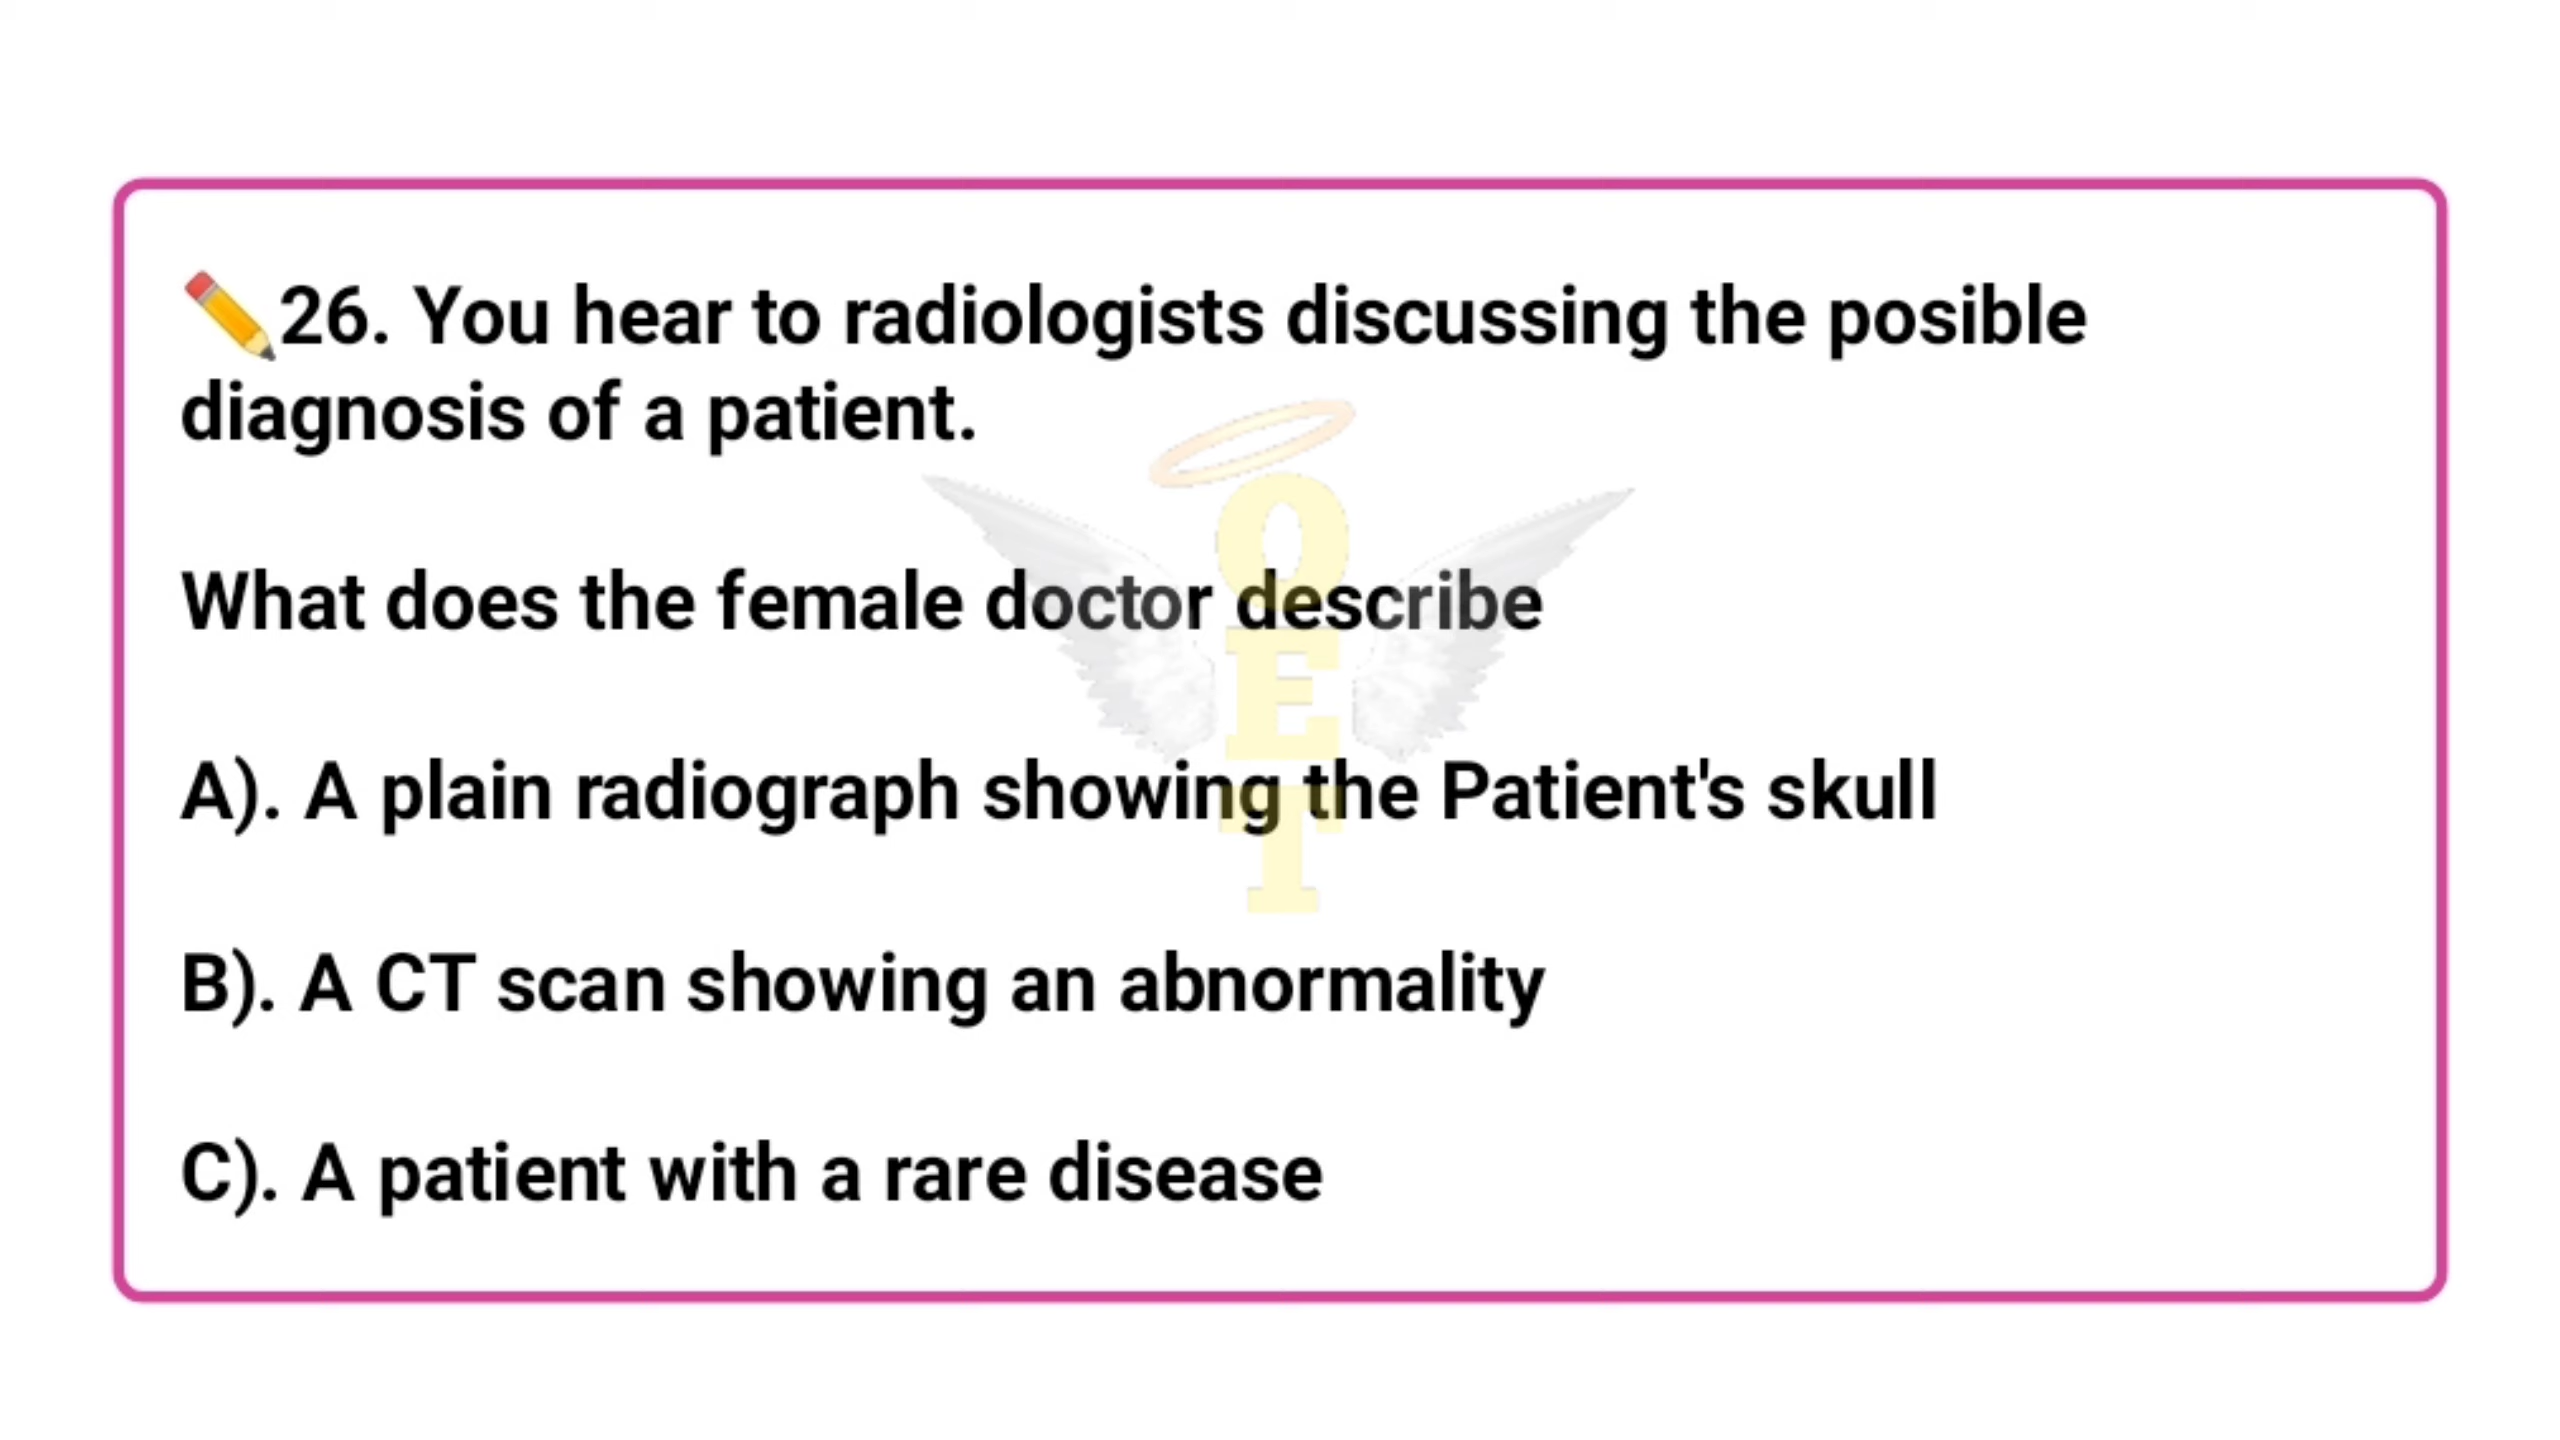 ✏️26. You hear to radiologists discussing the posible
diagnosis of a patient.
What does the female doctor describe
A). A plain radiograph showing the Patient's skull
B). A CT scan showing an abnormality
C). A patient with a rare disease
OET